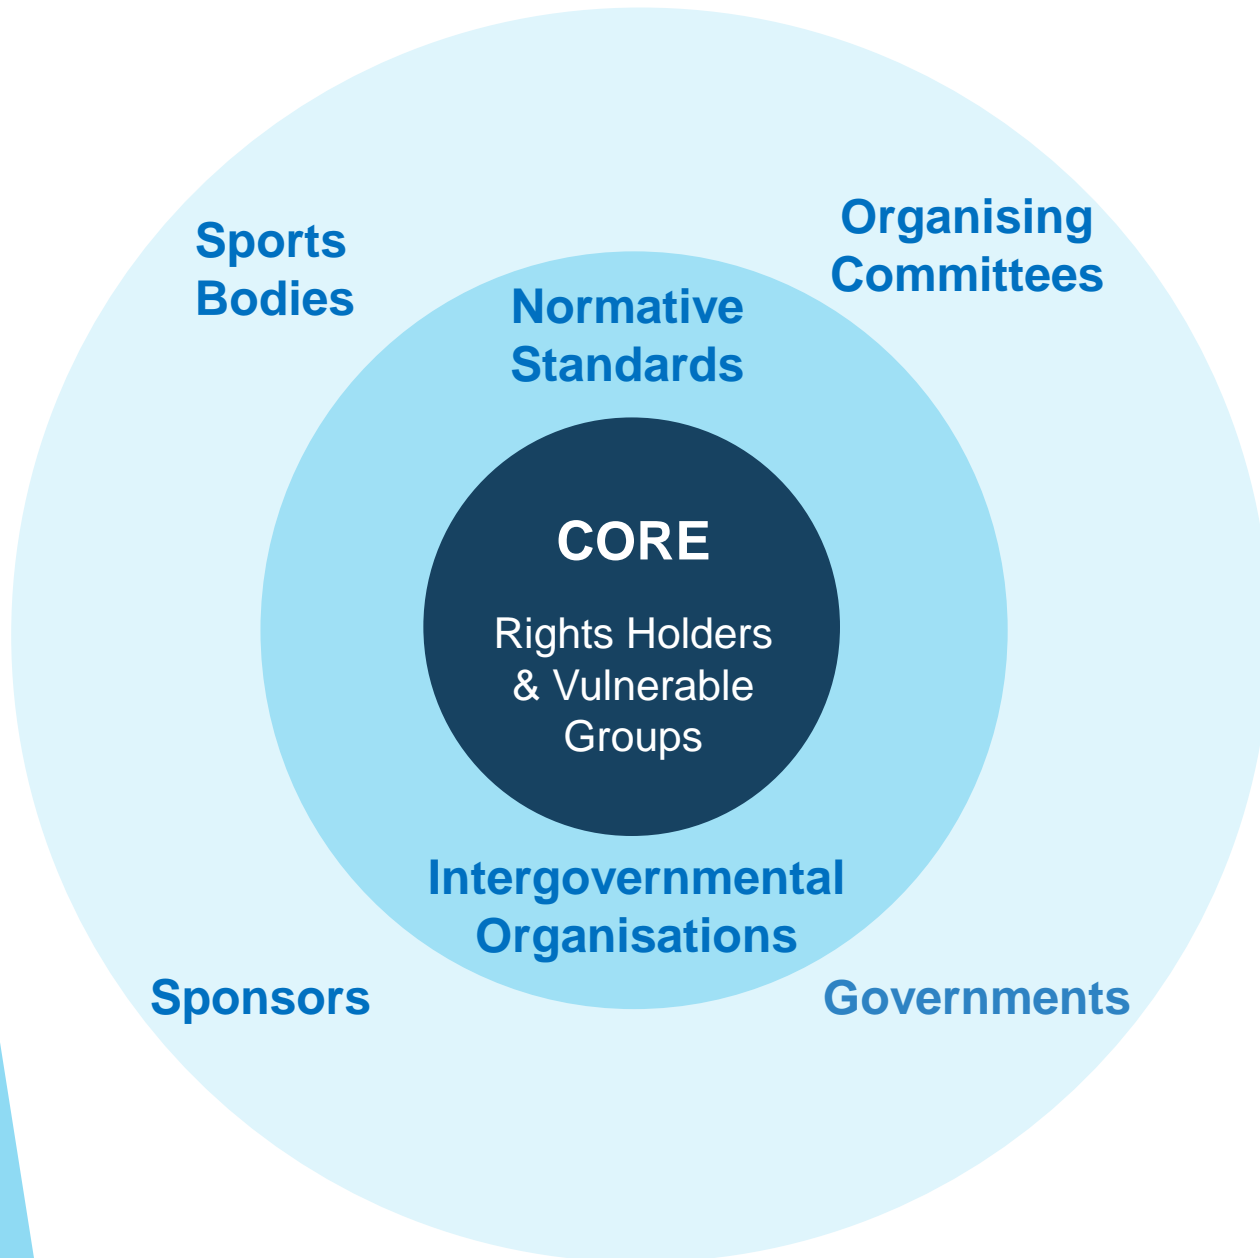 Sports
Bodies
Organising
Committees
Normative
Standards
CORE
Rights Holders
& Vulnerable
Groups
Intergovernmental
Organisations
Sponsors
Governments